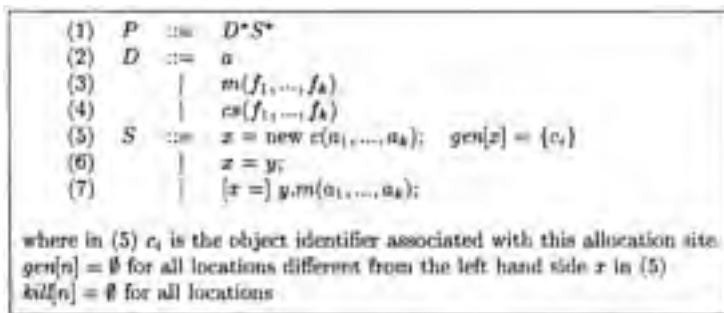 (1) P ::= D*S*
(2) D ::= a
(3) | m(f₁,...,fₖ)
(4) | cs(f₁,...,fₖ)
(5) S ::= x = new c(a₁,...,aₖ); gen[x] = {cᵢ}
(6) | x = y;
(7) | [x =] y.m(a₁,...,aₖ);
where in (5) cᵢ is the object identifier associated with this allocation site.
gen[n] = ∅ for all locations different from the left hand side x in (5)
kill[n] = ∅ for all locations